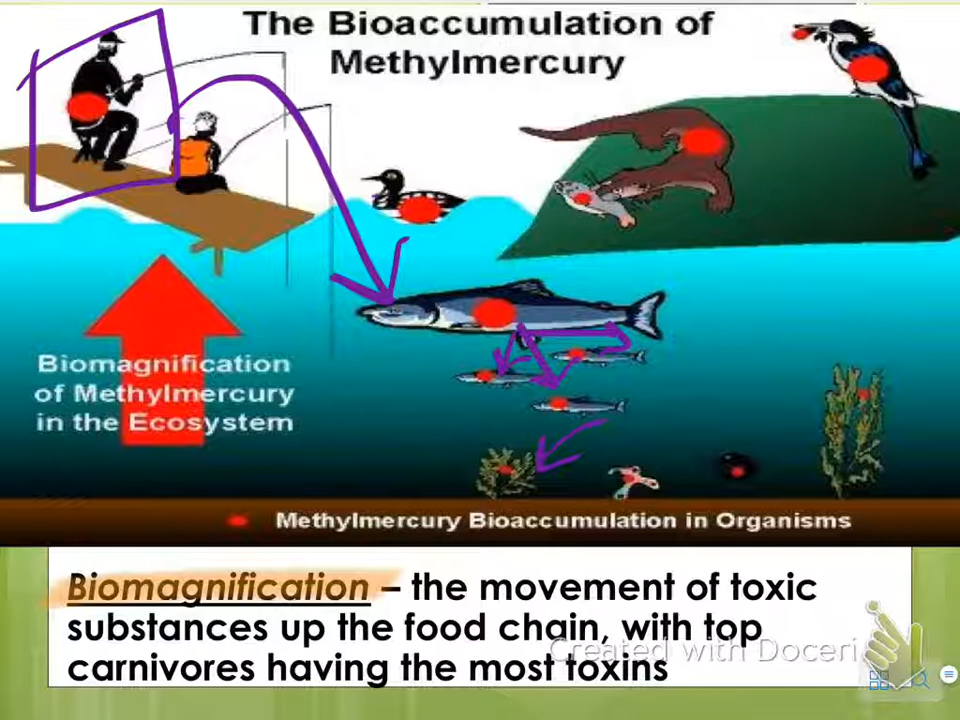 The Bioaccumulation of
Methylmercury
Biomagnification
of Methylmercury
in the Ecosystem
Methylmercury Bioaccumulation in Organisms
Biomagnification – the movement of toxic
substances up the food chain, with top
carnivores having the most toxins
Created with Doceri